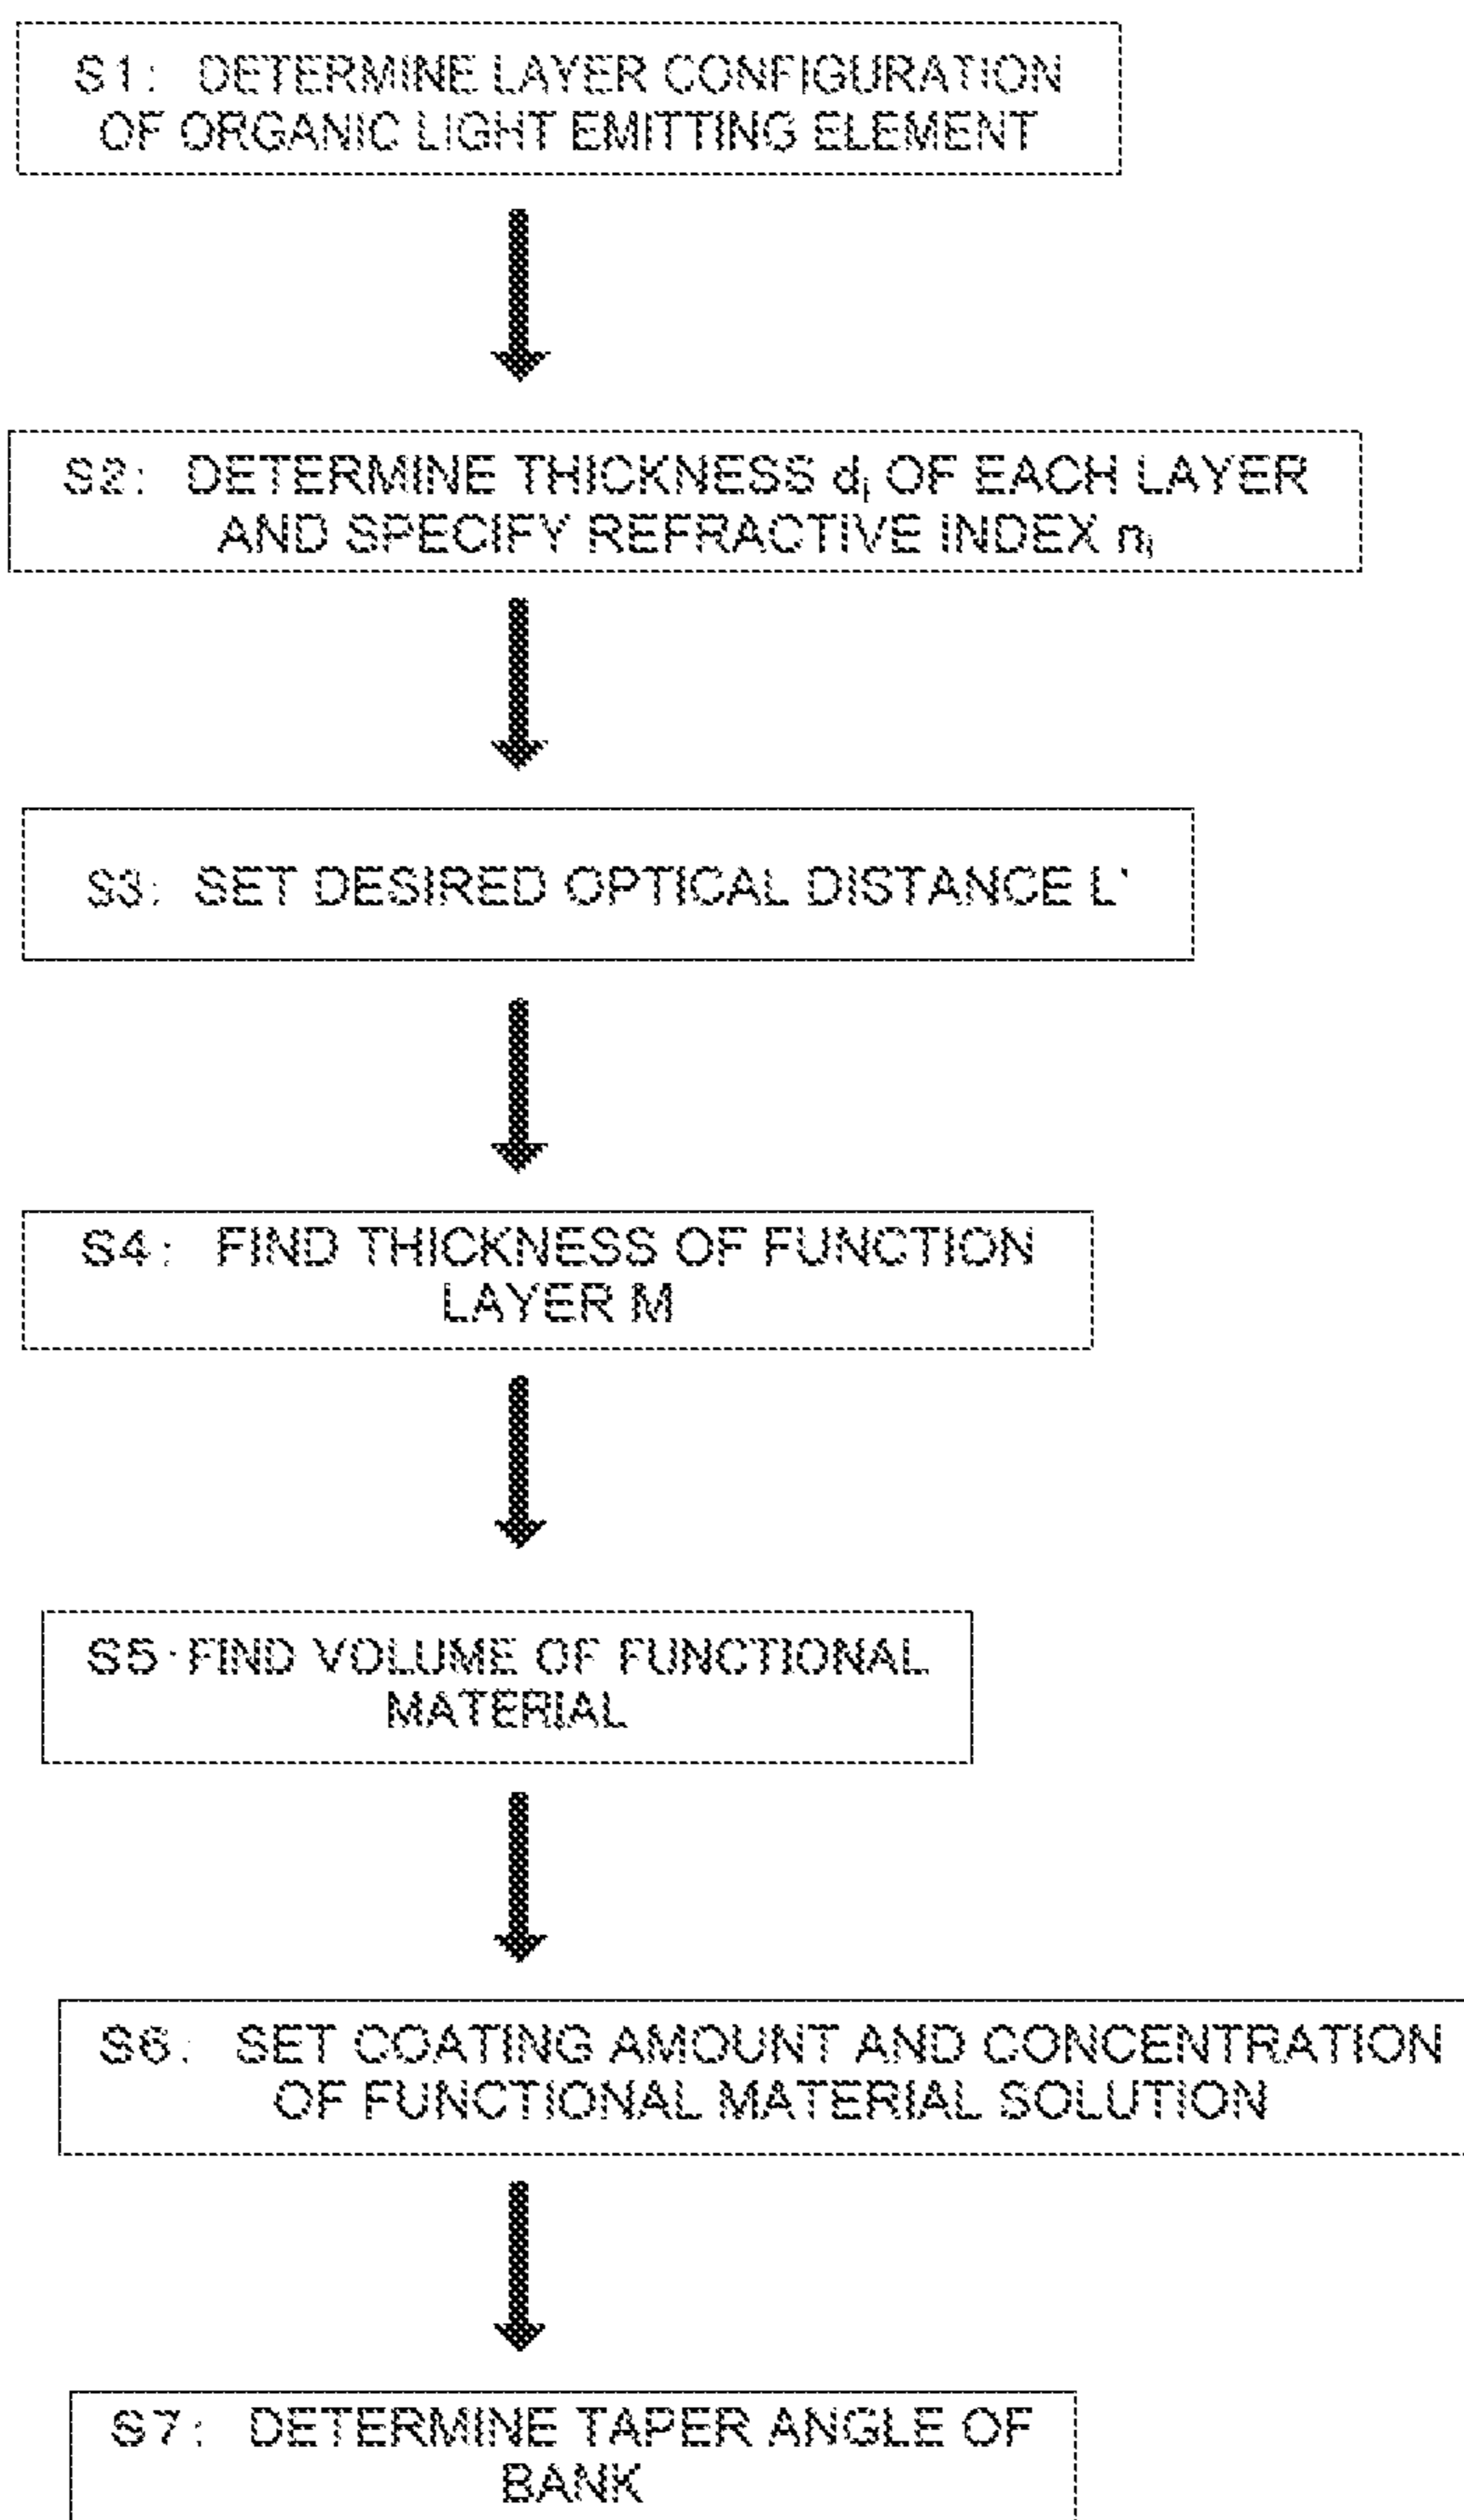 S1: DETERMINE LAYER CONFIGURATION
OF ORGANIC LIGHT EMITTING ELEMENT
S2: DETERMINE THICKNESS di OF EACH LAYER
AND SPECIFY REFRACTIVE INDEX ni
S3: SET DESIRED OPTICAL DISTANCE L'
S4: FIND THICKNESS OF FUNCTION
LAYER M
S5: FIND VOLUME OF FUNCTIONAL
MATERIAL
S6: SET COATING AMOUNT AND CONCENTRATION
OF FUNCTIONAL MATERIAL SOLUTION
S7: DETERMINE TAPER ANGLE OF
BANK